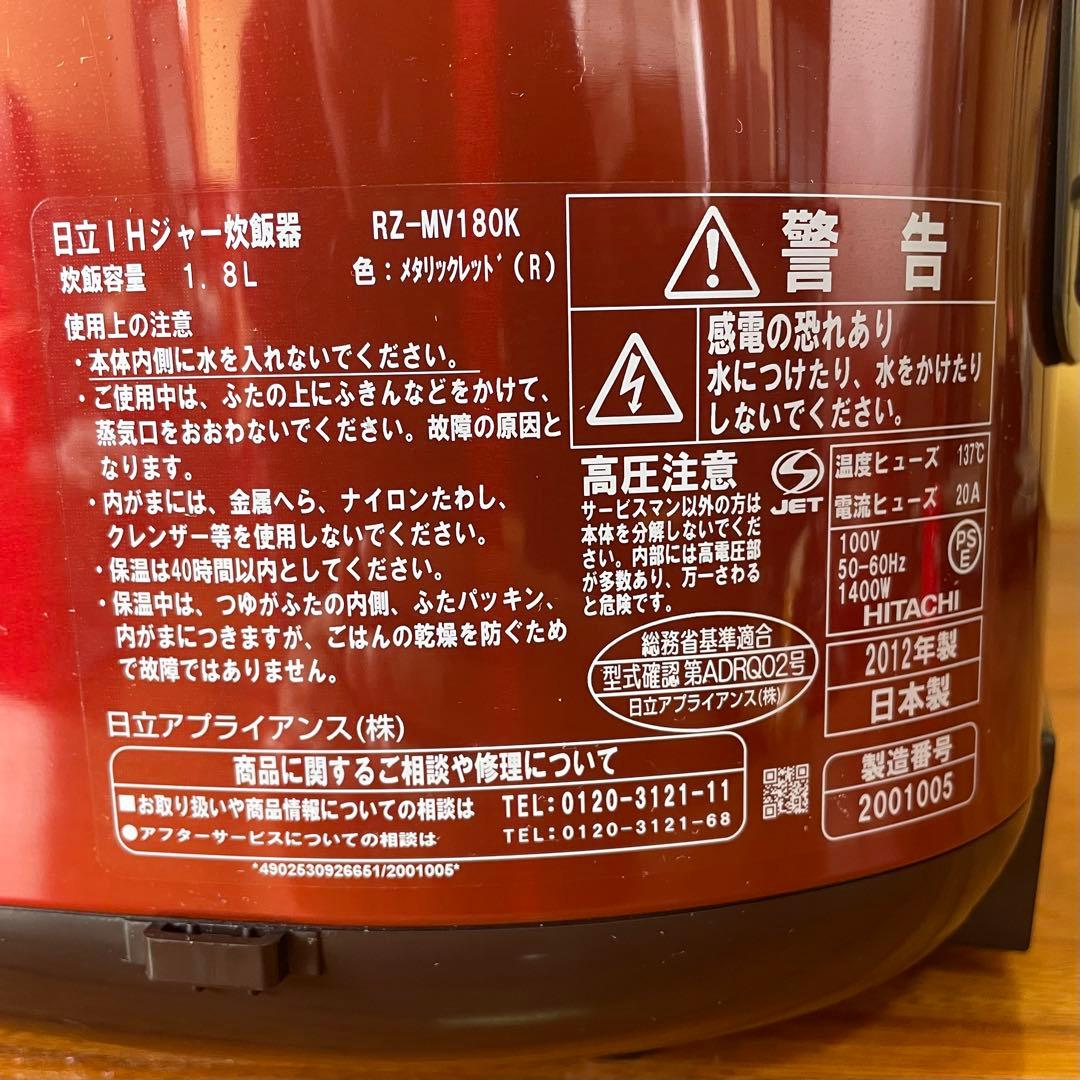 日立IHジャー炊飯器 RZ-MV180K
炊飯容量 1.8L 色:メタリックレッド(R)
使用上の注意
・本体内側に水を入れないでください。
・ご使用中は、ふたの上にふきんなどをかけて、
蒸気口をおおわないでください。故障の原因と
なります。
・内がまには、金属へら、ナイロンたわし、
クレンザー等を使用しないでください。
・保温は40時間以内としてください。
・保温中は、つゆがふたの内側、ふたパッキン、
内がまにつきますが、ごはんの乾燥を防ぐため
で故障ではありません。
日立アプライアンス(株)
商品に関するご相談や修理について
■お取り扱いや商品情報についての相談は TEL:0120-3121-11
●アフターサービスについての相談は TEL:0120-3121-68
*4902530926651/2001005*
警告
感電の恐れあり
水につけたり、水をかけたり
しないでください。
高圧注意
サービスマン以外の方は
本体を分解しないでくだ
さい。内部には高電圧部
が多数あり、万一さわる
と危険です。
S
JET
温度ヒューズ 137℃
電流ヒューズ 20A
100V
50-60Hz
1400W
PS
E
HITACHI
総務省基準適合
型式確認 第ADRQ02号
日立アプライアンス(株)
2012年製
日本製
製造番号
2001005